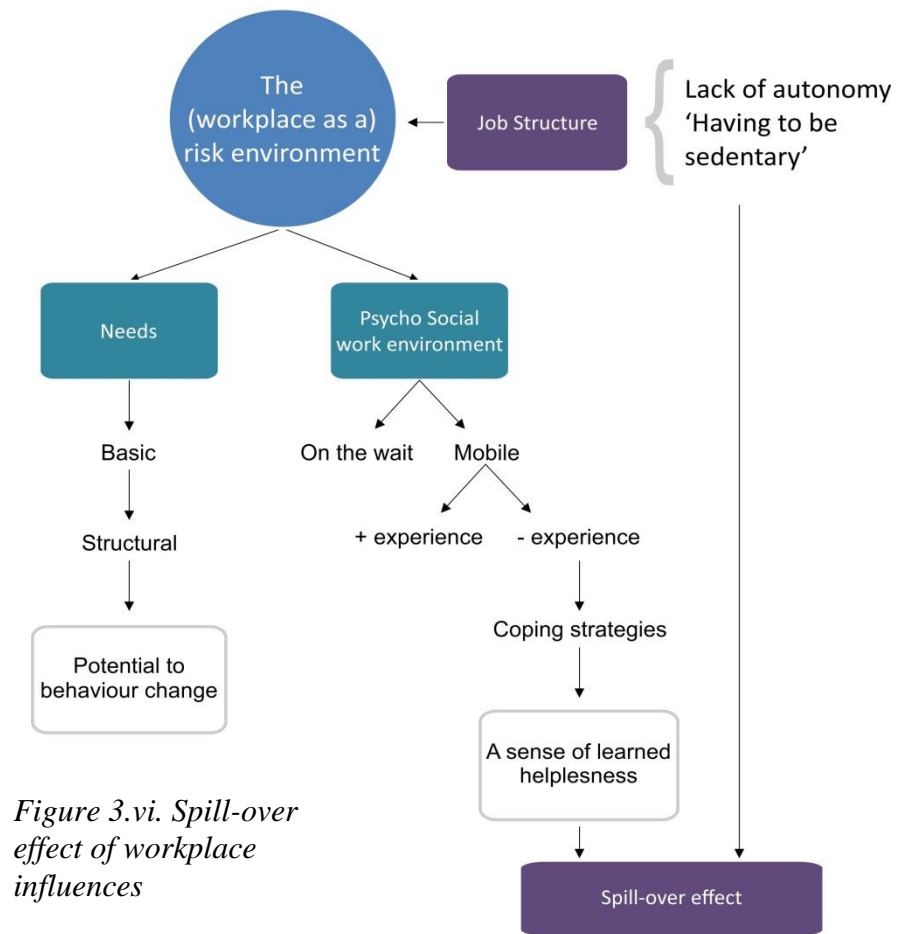 The
(workplace as a)
risk environment
Job Structure
Lack of autonomy
‘Having to be
sedentary’
Needs
Psycho Social
work environment
Basic
On the wait
Mobile
Structural
+ experience
- experience
Potential to
behaviour change
Coping strategies
A sense of learned
helplesness
Figure 3.vi. Spill-over
effect of workplace
influences
Spill-over effect